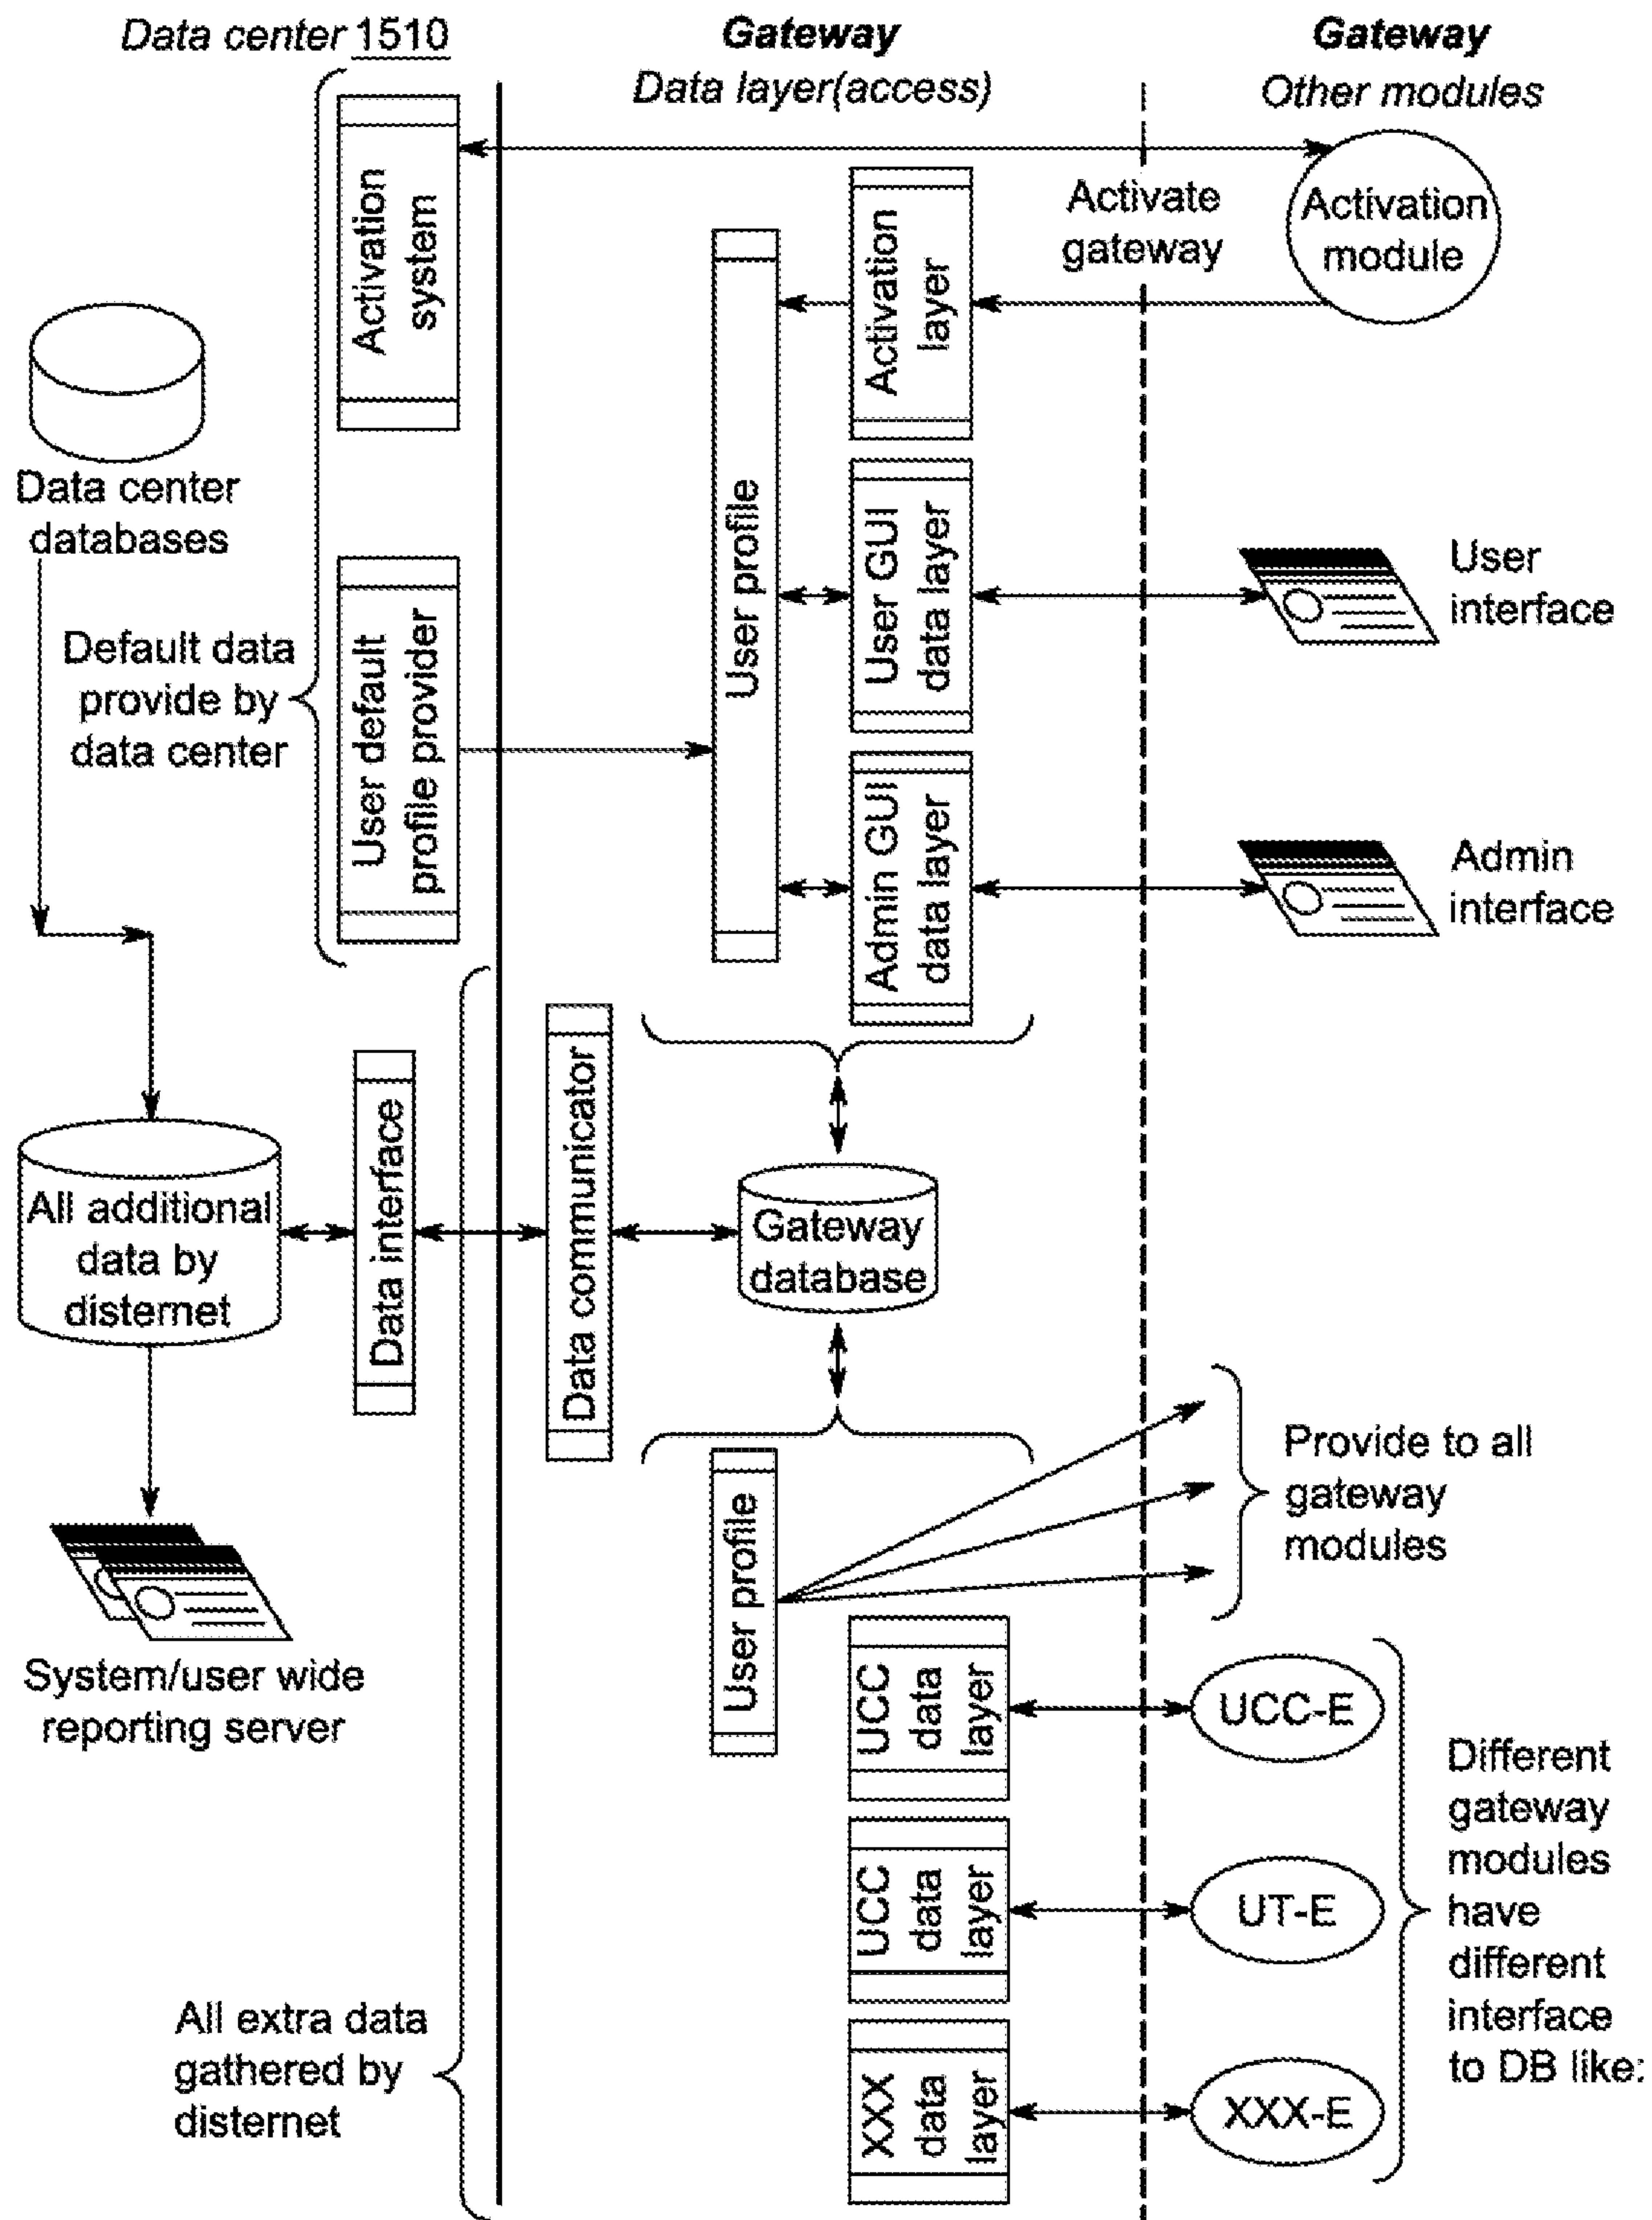 Data center 1510
Gateway
Data layer(access)
Gateway
Other modules
Activation
system
Activation
layer
Activate
gateway
Activation
module
Data center
databases
User profile
User GUI
data layer
User
interface
Default data
provide by
data center
User default
profile provider
Admin GUI
data layer
Admin
interface
All additional
data by
disternet
Data interface
Data communicator
Gateway
database
User profile
Provide to all
gateway
modules
System/user wide
reporting server
UCC
data
layer
UCC-E
UCC
data
layer
UT-E
XXX
data
layer
XXX-E
Different
gateway
modules
have
different
interface
to DB like:
All extra data
gathered by
disternet